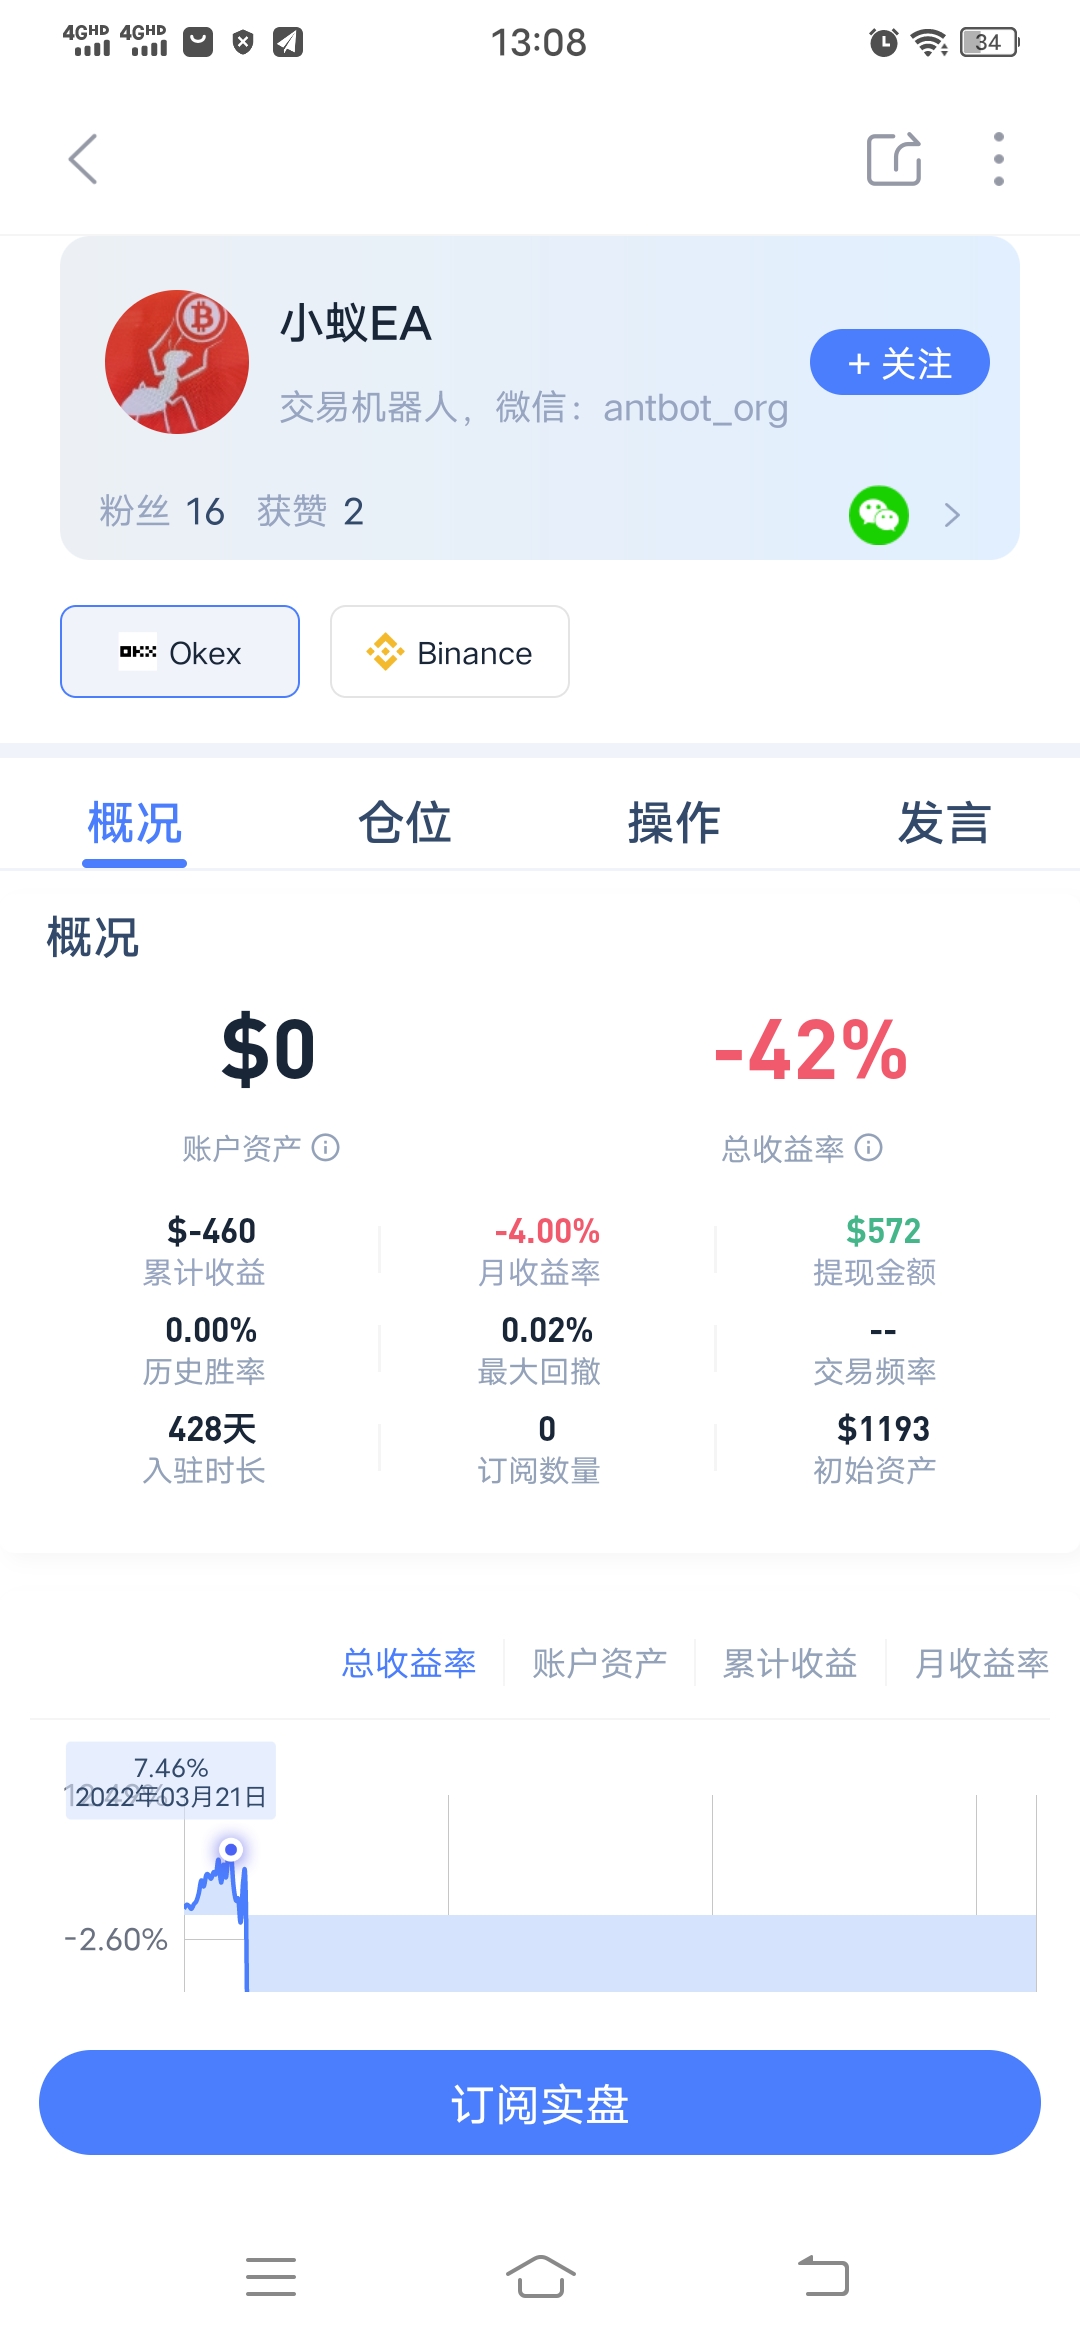 4GHD 4GHD 13:08 34
小蚁EA
+ 关注
交易机器人，微信：antbot_org
粉丝 16 获赞 2
Okex Binance
概况 仓位 操作 发言
概况
$0 -42%
账户资产 总收益率
$-460 -4.00% $572
累计收益 月收益率 提现金额
0.00% 0.02% --
历史胜率 最大回撤 交易频率
428天 0 $1193
入驻时长 订阅数量 初始资产
总收益率 账户资产 累计收益 月收益率
7.46%
2022年03月21日
-2.60%
订阅实盘